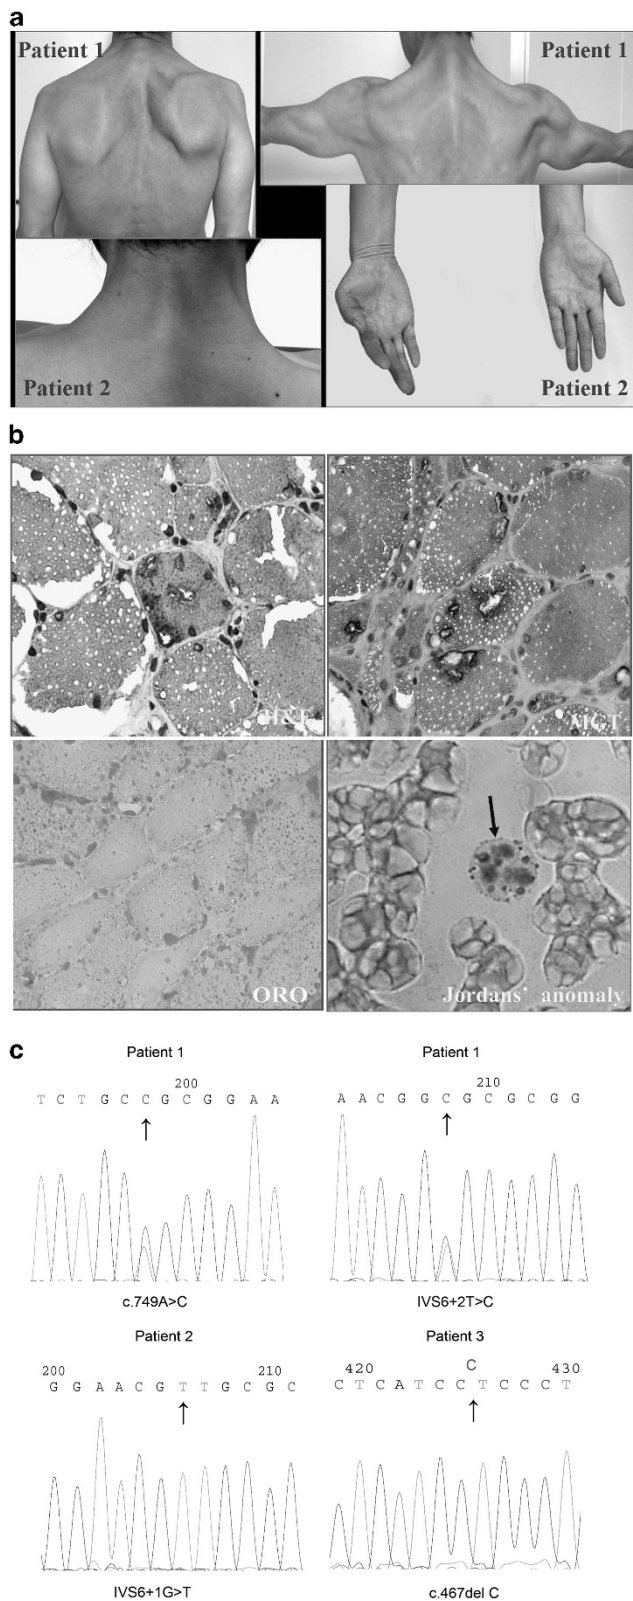 a
Patient 1
Patient 1
Patient 2
Patient 2
b
H&E
MGT
ORO
Jordans’ anomaly
c
Patient 1
200
T C T G C C G C G G A A
c.749A>C
Patient 1
210
A A C G G C G C G C G G
IVS6+2T>C
Patient 2
200 210
G G A A C G T T G C G C
IVS6+1G>T
Patient 3
C
420 430
C T C A T C C T C C C T
c.467del C